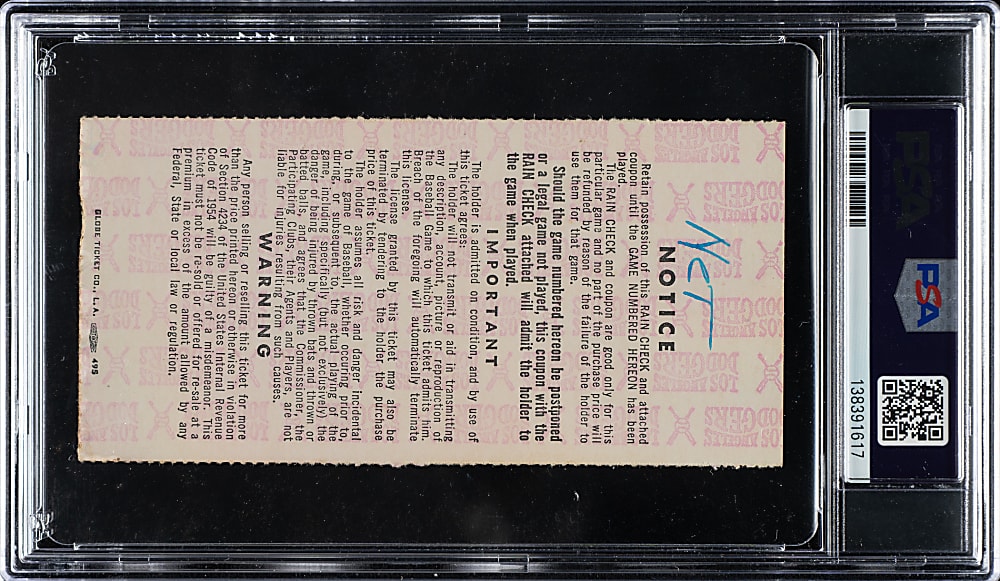 NOTICE
Retain possession of this RAIN CHECK and attached
coupon until the GAME NUMBERED HEREON has been
played.
The RAIN CHECK and coupon are good only for this
particular game and no part of the purchase price will
be refunded by reason of the failure of the holder to
use them for that game.
Should the game numbered hereon be postponed
or a legal game not played, this coupon with the
RAIN CHECK attached will admit the holder to
the game when played.
IMPORTANT
The holder is admitted on condition, and by use of
this ticket agrees:
The holder will not transmit or aid in transmitting
any description, account, picture or reproduction of
the Baseball Game to which this ticket admits him.
Breach of the foregoing will automatically terminate
this license.
The license granted by this ticket may also be
terminated by tendering to the holder the purchase
price of this ticket.
The holder assumes all risk and danger incidental
to the game of Baseball, whether occurring prior to,
during, or subsequent to, the actual playing of the
game, including specifically (but not exclusively) the
danger of being injured by thrown bats and thrown or
batted balls, and agrees that the Commissioner, the
Participating Clubs, their Agents and Players, are not
liable for injuries resulting from such causes.
WARNING
Any person selling or reselling this ticket for more
than the price printed hereon or otherwise in violation
of Section 4234 of the United States Internal Revenue
Code of 1954 will be guilty of a misdemeanor. This
ticket must not be re-sold or offered for re-sale at a
premium in excess of the amount allowed by any
Federal, State or local law or regulation.
GLOBE TICKET CO., L.A. 495
LOS ANGELES
DODGERS
PSA
138391617